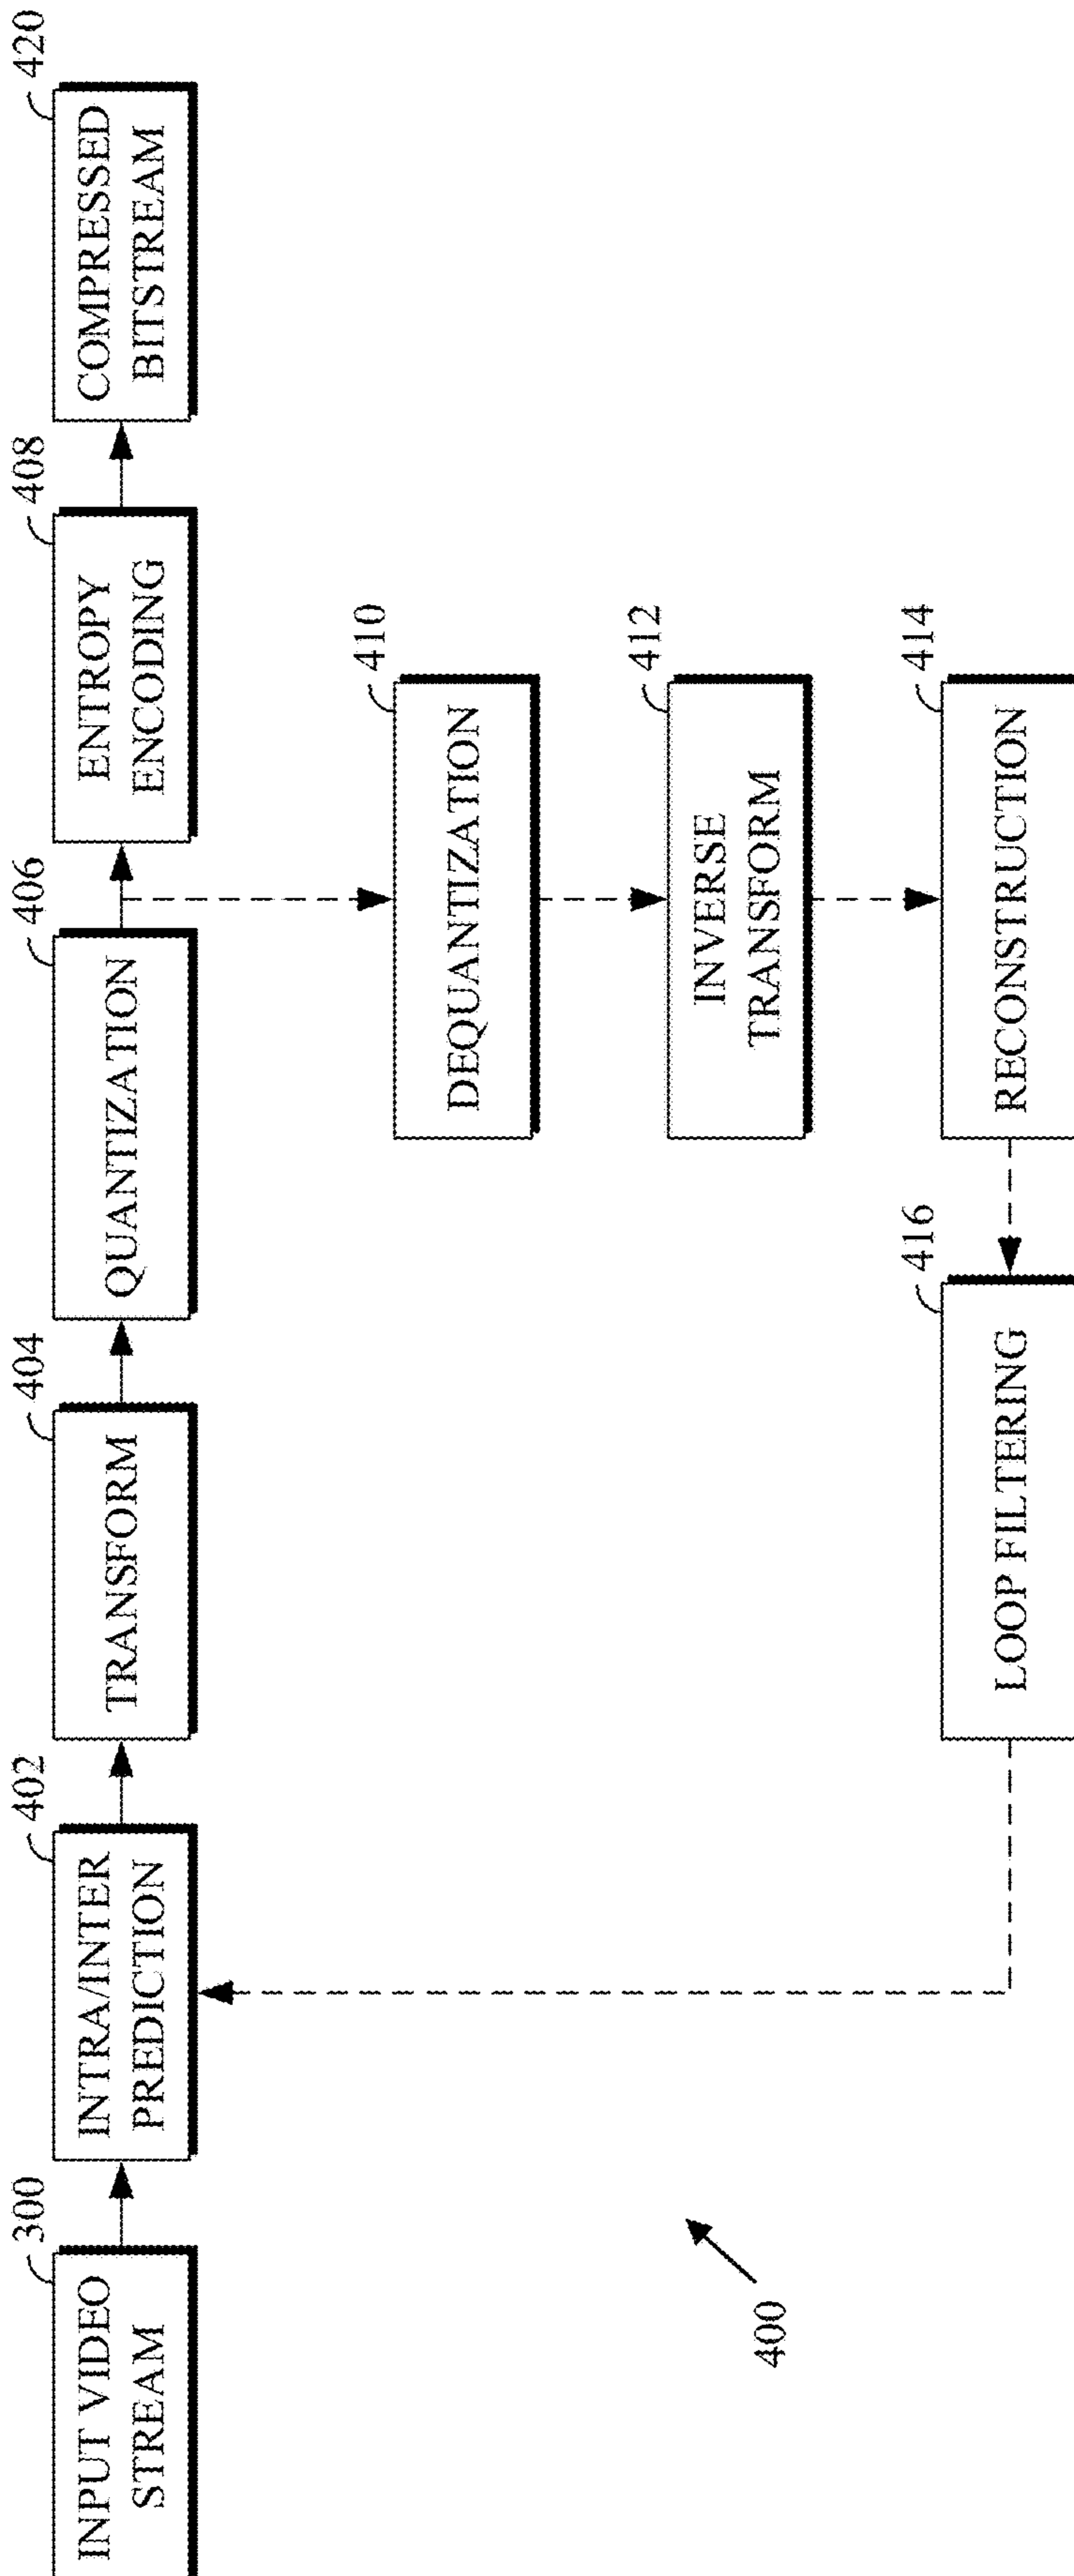 300
INPUT VIDEO
STREAM
402
INTRA/INTER
PREDICTION
404
TRANSFORM
406
QUANTIZATION
408
ENTROPY
ENCODING
420
COMPRESSED
BITSTREAM
410
DEQUANTIZATION
412
INVERSE
TRANSFORM
416
LOOP FILTERING
414
RECONSTRUCTION
400